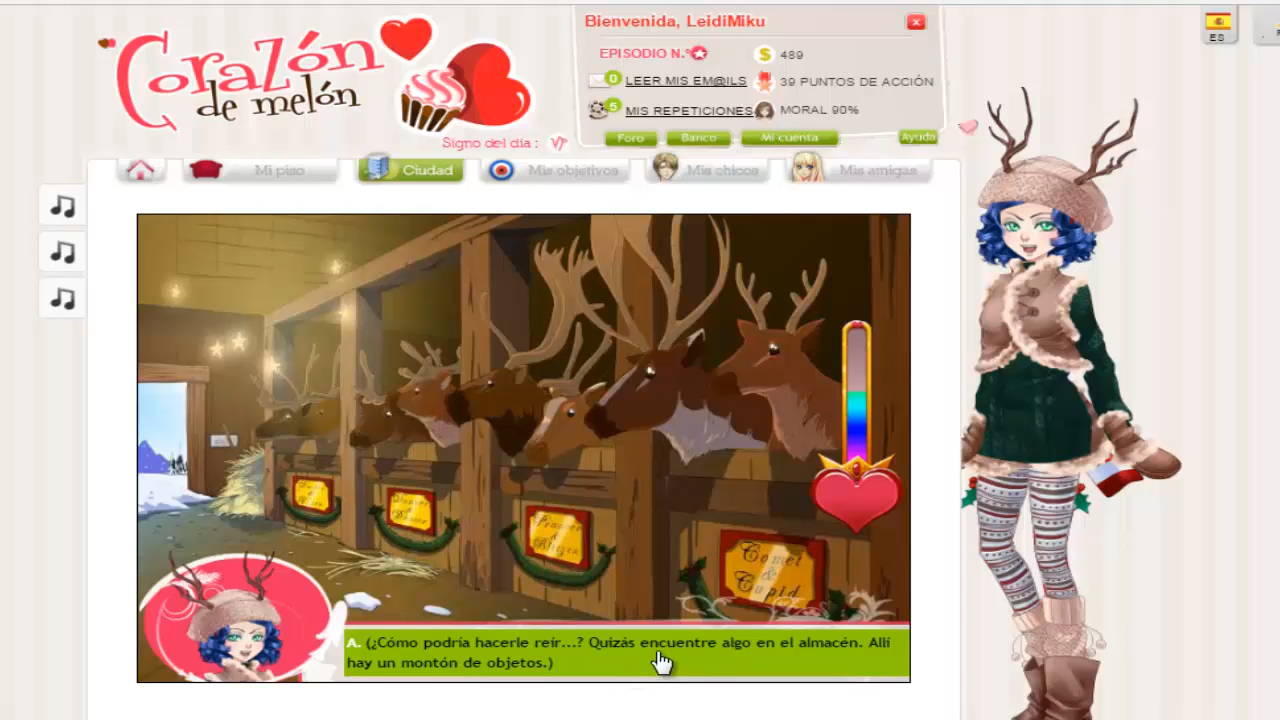 Corazón
de melón
Bienvenida, LeidiMiku
EPISODIO N.º
489
0 LEER MIS EM@ILS
39 PUNTOS DE ACCIÓN
5 MIS REPETICIONES
MORAL 90%
Signo del día :
Foro
Banco
Mi cuenta
Ayuda
ES
Mi piso
Ciudad
Mis objetivos
Mis chicos
Mis amigas
Comet
&
Cupid
A. (¿Cómo podría hacerle reír...? Quizás encuentre algo en el almacén. Allí
hay un montón de objetos.)